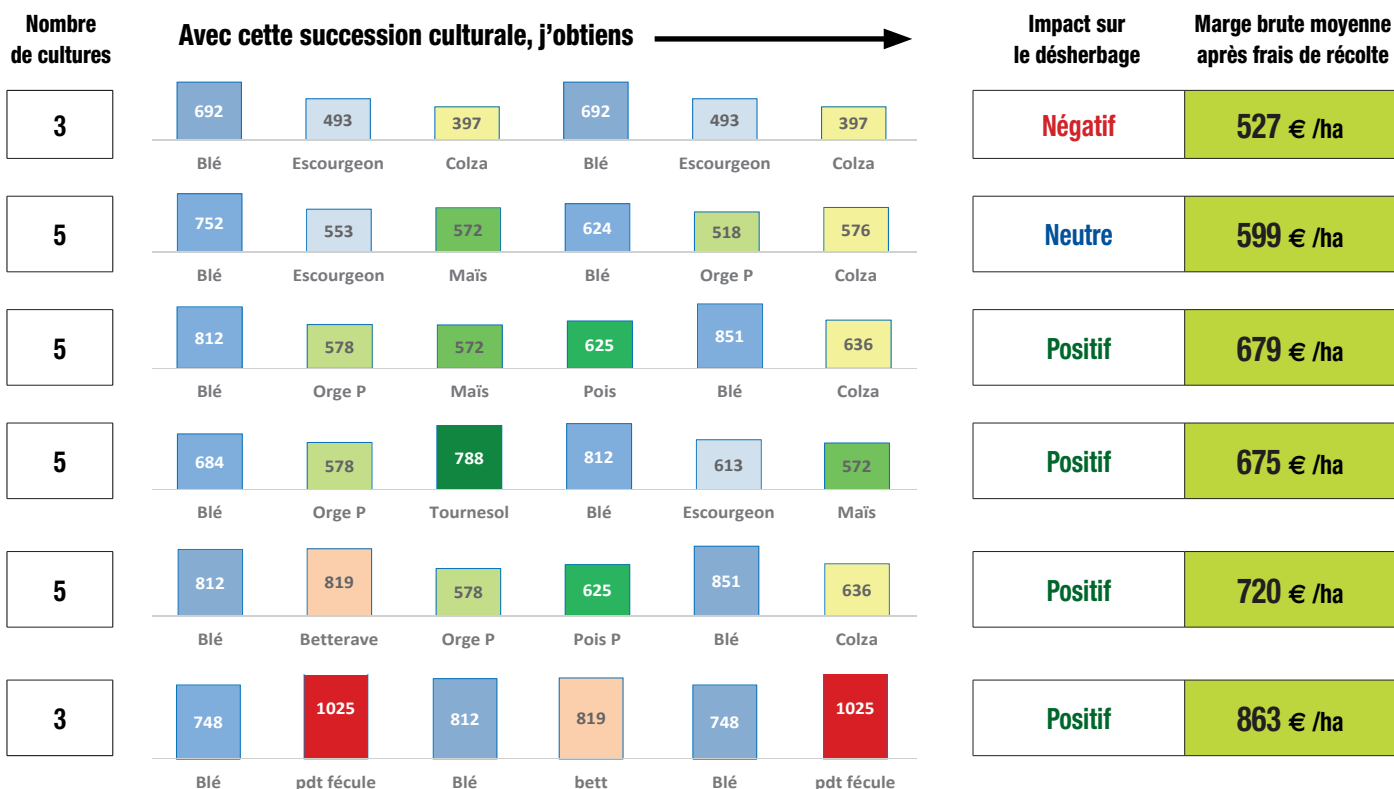 Nombre
de cultures
Avec cette succession culturale, j’obtiens
Impact sur
le désherbage
Marge brute moyenne
après frais de récolte
3
692 493 397 692 493 397
Blé Escourgeon Colza Blé Escourgeon Colza
Négatif
527 € /ha
5
752 553 572 624 518 576
Blé Escourgeon Maïs Blé Orge P Colza
Neutre
599 € /ha
5
812 578 572 625 851 636
Blé Orge P Maïs Pois Blé Colza
Positif
679 € /ha
5
684 578 788 812 613 572
Blé Orge P Tournesol Blé Escourgeon Maïs
Positif
675 € /ha
5
812 819 578 625 851 636
Blé Betterave Orge P Pois P Blé Colza
Positif
720 € /ha
3
748 1025 812 819 748 1025
Blé pdt fécule Blé bett Blé pdt fécule
Positif
863 € /ha